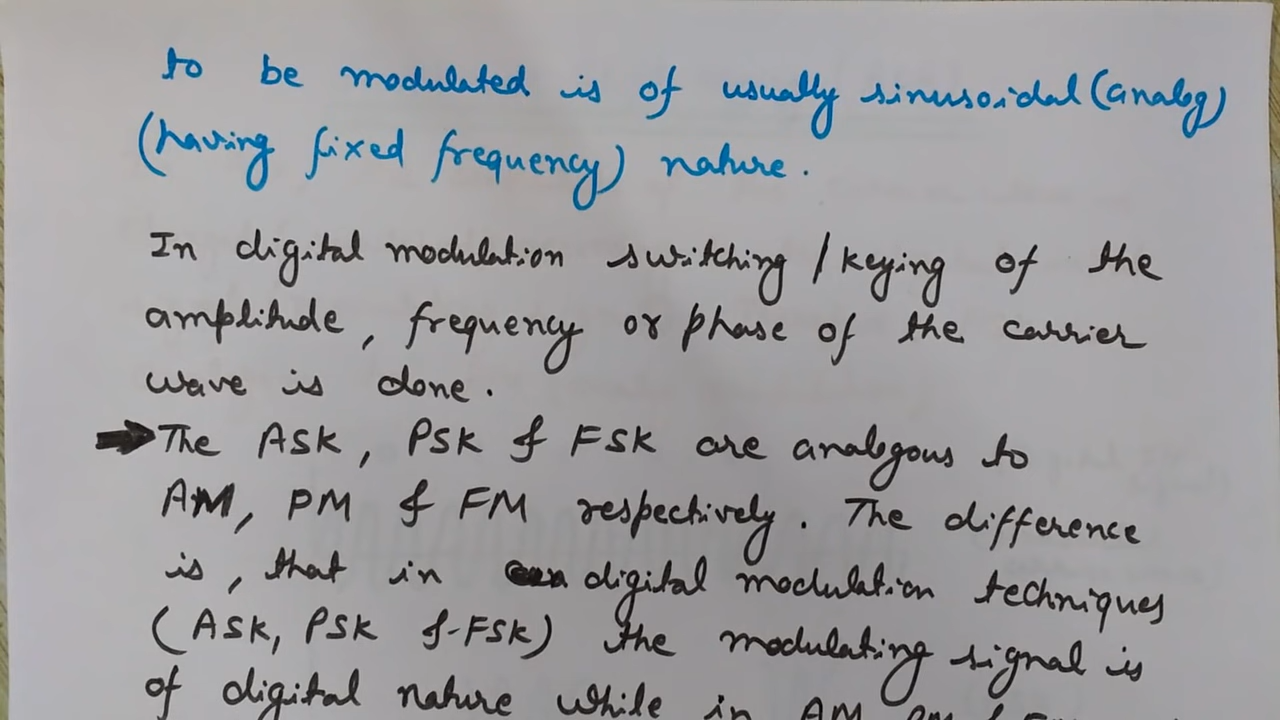 to be modulated is of usually sinusoidal (analog)
(having fixed frequency) nature.
In digital modulation switching / keying of the
amplitude, frequency or phase of the carrier
wave is done.
The ASK, PSK & FSK are analogous to
AM, PM & FM respectively. The difference
is, that in digital modulation techniques
(ASK, PSK & FSK) the modulating signal is
of digital nature while in AM, PM &